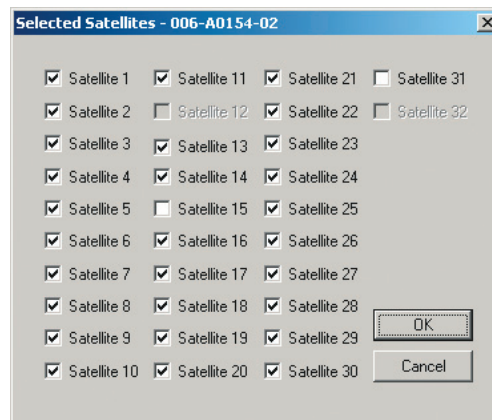 Selected Satellites - 006-A0154-02
Satellite 1
Satellite 2
Satellite 3
Satellite 4
Satellite 5
Satellite 6
Satellite 7
Satellite 8
Satellite 9
Satellite 10
Satellite 11
Satellite 12
Satellite 13
Satellite 14
Satellite 15
Satellite 16
Satellite 17
Satellite 18
Satellite 19
Satellite 20
Satellite 21
Satellite 22
Satellite 23
Satellite 24
Satellite 25
Satellite 26
Satellite 27
Satellite 28
Satellite 29
Satellite 30
Satellite 31
Satellite 32
OK
Cancel